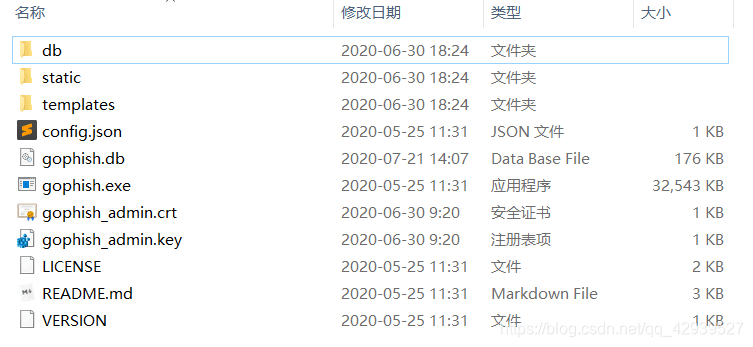 名称 修改日期 类型 大小
db 2020-06-30 18:24 文件夹
static 2020-06-30 18:24 文件夹
templates 2020-06-30 18:24 文件夹
config.json 2020-05-25 11:31 JSON 文件 1 KB
gophish.db 2020-07-21 14:07 Data Base File 176 KB
gophish.exe 2020-05-25 11:31 应用程序 32,543 KB
gophish_admin.crt 2020-06-30 9:20 安全证书 1 KB
gophish_admin.key 2020-06-30 9:20 注册表项 1 KB
LICENSE 2020-05-25 11:31 文件 2 KB
README.md 2020-05-25 11:31 Markdown File 3 KB
VERSION 2020-05-25 11:31 文件 1 KB
https://blog.csdn.net/qq_42939527